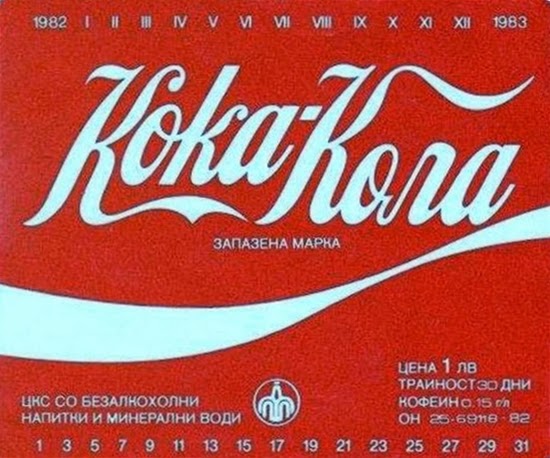 1982 I II III IV V VI VII VIII IX X XI XII 1983
Кока-Кола
ЗАПАЗЕНА МАРКА
ЦЕНА 1 ЛВ
ТРАЙНОСТ 30 ДНИ
КОФЕИН 0.15 г/л
ОН 25-69118-82
ЦКС СО БЕЗАЛКОХОЛНИ
НАПИТКИ И МИНЕРАЛНИ ВОДИ
1 3 5 7 9 11 13 15 17 19 21 23 25 27 29 31